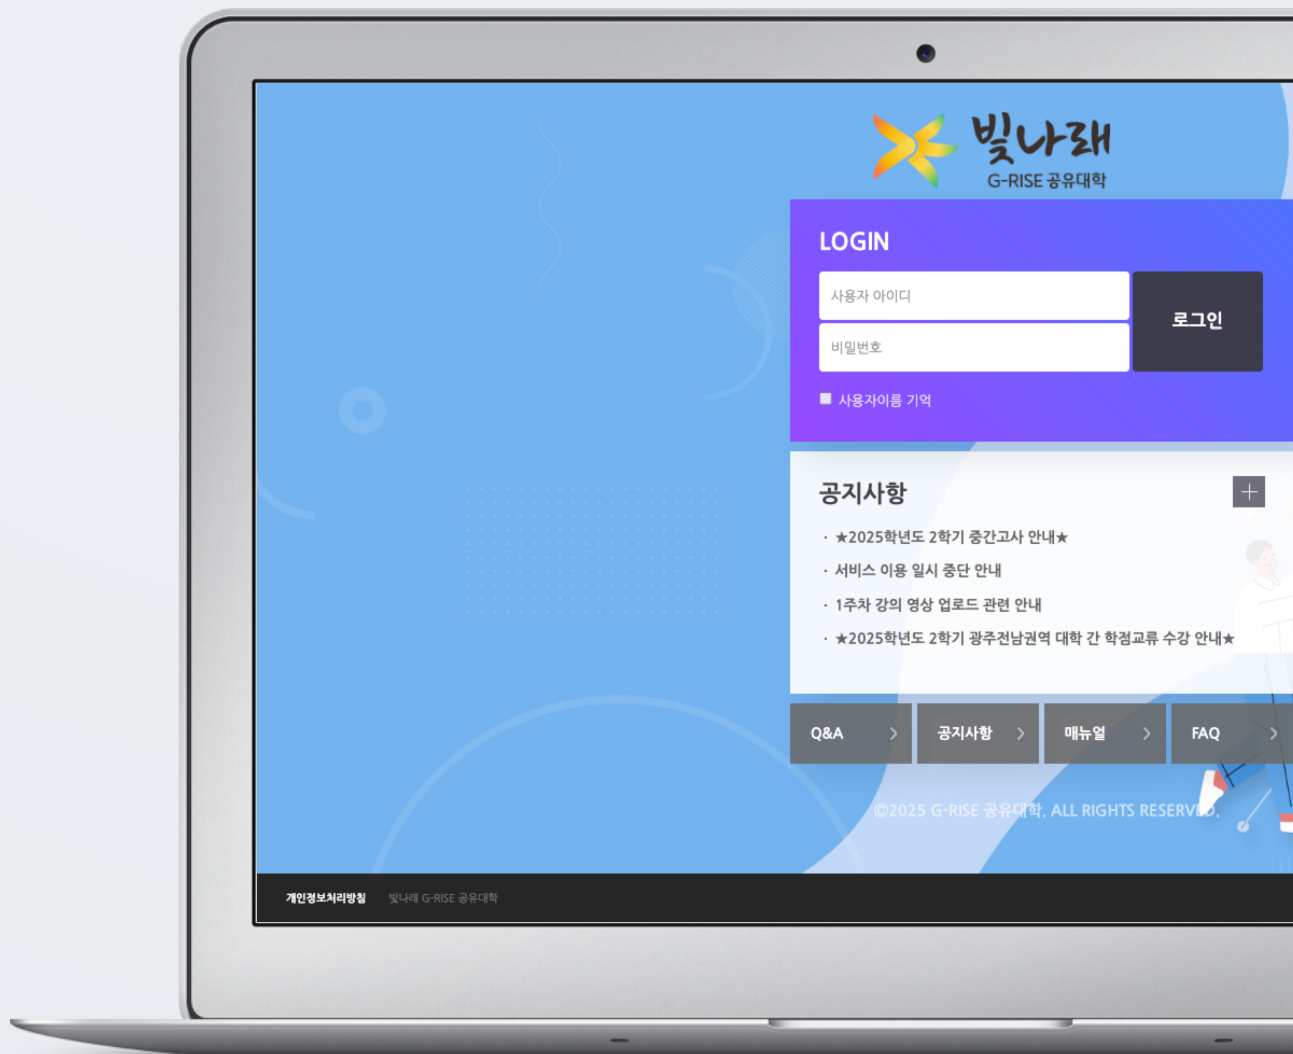 빛나래
G-RISE 공유대학
LOGIN
사용자 아이디
로그인
비밀번호
사용자이름 기억
공지사항
· ★2025학년도 2학기 중간고사 안내★
· 서비스 이용 일시 중단 안내
· 1주차 강의 영상 업로드 관련 안내
· ★2025학년도 2학기 광주전남권역 대학 간 학점교류 수강 안내★
Q&A 공지사항 매뉴얼 FAQ
©2025 G-RISE 공유대학. ALL RIGHTS RESERVED.
개인정보처리방침 빛나래 G-RISE 공유대학